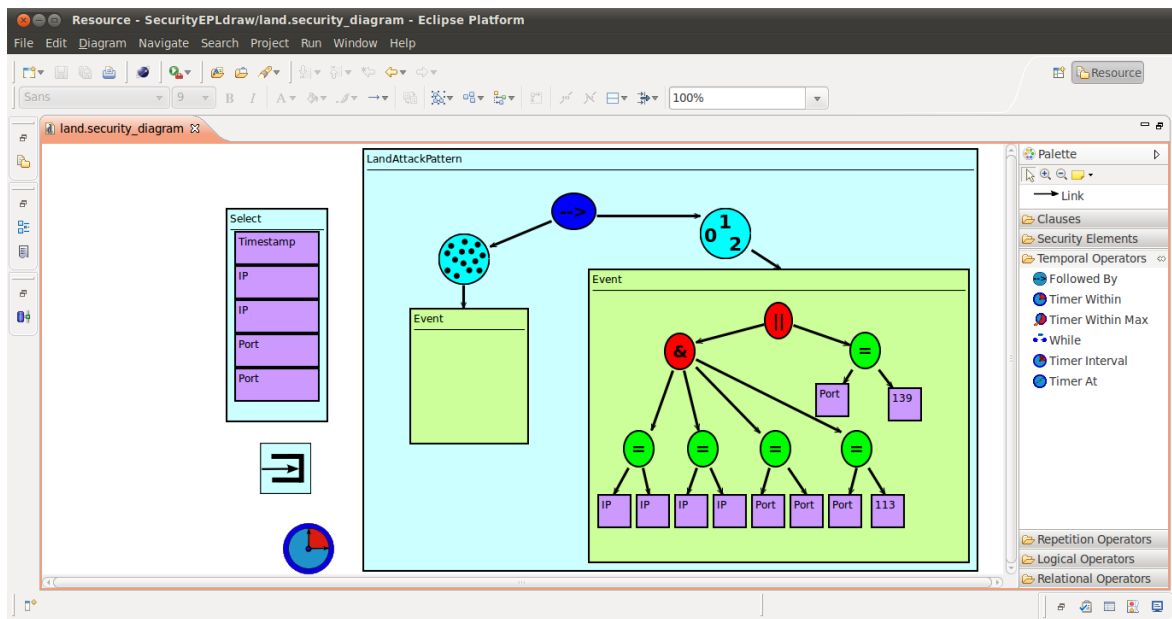 Resource - SecurityEPLdraw/land.security_diagram - Eclipse Platform
File Edit Diagram Navigate Search Project Run Window Help
Resource
Sans 9 B I A 100%
land.security_diagram
Palette
Link
Clauses
Security Elements
Temporal Operators
Followed By
Timer Within
Timer Within Max
While
Timer Interval
Timer At
Repetition Operators
Logical Operators
Relational Operators
Select
Timestamp
IP
IP
Port
Port
LandAttackPattern
-->
0 1 2
Event
Event
||
& =
Port 139
= = = =
IP IP IP IP Port Port Port 113